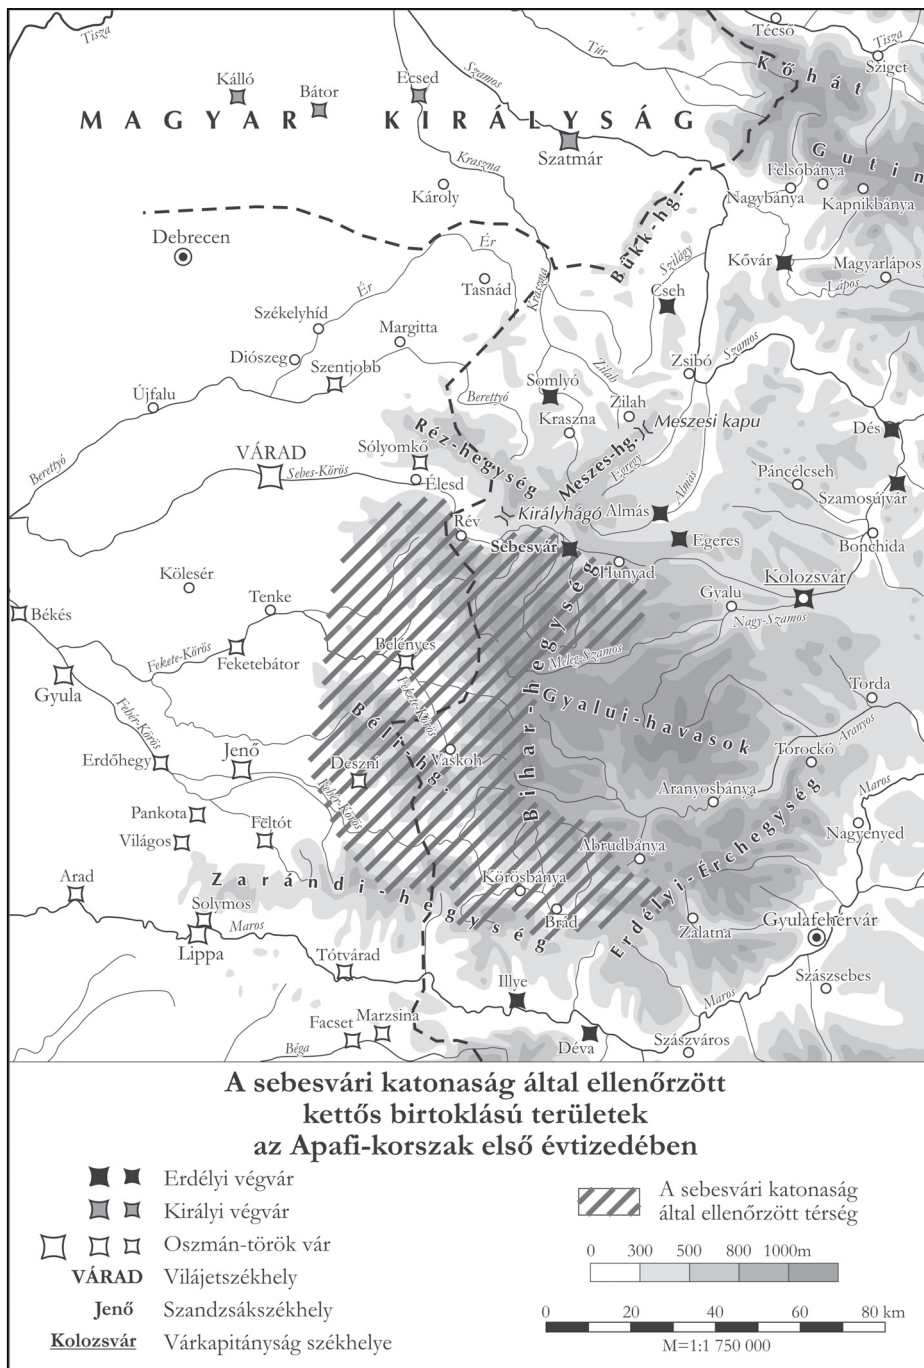 Tisza
Técső
Túr
Tisza
Sziget
Szamos
Kőhát
Kálló
Bátor
Ecsed
MAGYAR KIRÁLYSÁG
Szatmár
Gutin
Kraszna
Felsőbánya
Nagybánya
Kapnikbánya
Károly
Bükk-hg.
Debrecen
Ér
Szilágy
Kővár
Magyarlápos
Lápos
Ér
Tasnád
Kraszna
Cseh
Székelyhíd
Margitta
Diószeg
Szentjobb
Zsibó
Szamos
Újfalu
Berettyó
Somlyó
Zilah
Zilah
Kraszna
Meszesi kapu
Dés
Réz-hegység
Meszes-hg.
Berettyó
VÁRAD
Sebes-Körös
Sólyomkő
Élesd
Egregy
Almás
Páncélcseh
Szamosújvár
Királyhágó
Almás
Rév
Sebesvár
Egeres
Bonchida
Hunyad
Kölesér
Tenke
Kolozsvár
Gyalu
Nagy-Szamos
Békés
Fekete-Körös
Feketebátor
Belényes
Meleg-Szamos
Gyula
Fekete-Körös
Bihar-hegység
Gyalui-havasok
Torda
Fehér-Körös
Béli-hg.
Aranyos
Erdőhegy
Jenő
Deszni
Vaskoh
Torockó
Fehér-Körös
Aranyosbánya
Maros
Pankota
Világos
Feltót
Abrudbánya
Nagyenyed
Erdélyi-Érchegység
Arad
Zarándi-hegység
Körösbánya
Brád
Solymos
Maros
Lippa
Zalatna
Gyulafehérvár
Tótvárad
Illye
Maros
Szászsebes
Facset
Marzsina
Béga
Déva
Szászváros
A sebesvári katonaság által ellenőrzött
kettős birtoklású területek
az Apafi-korszak első évtizedében
Erdélyi végvár
Királyi végvár
Oszmán-török vár
VÁRAD Vilájetszékhely
Jenő Szandzsákszékhely
Kolozsvár Várkapitányság székhelye
A sebesvári katonaság
által ellenőrzött térség
0 300 500 800 1000m
0 20 40 60 80 km
M=1:1 750 000